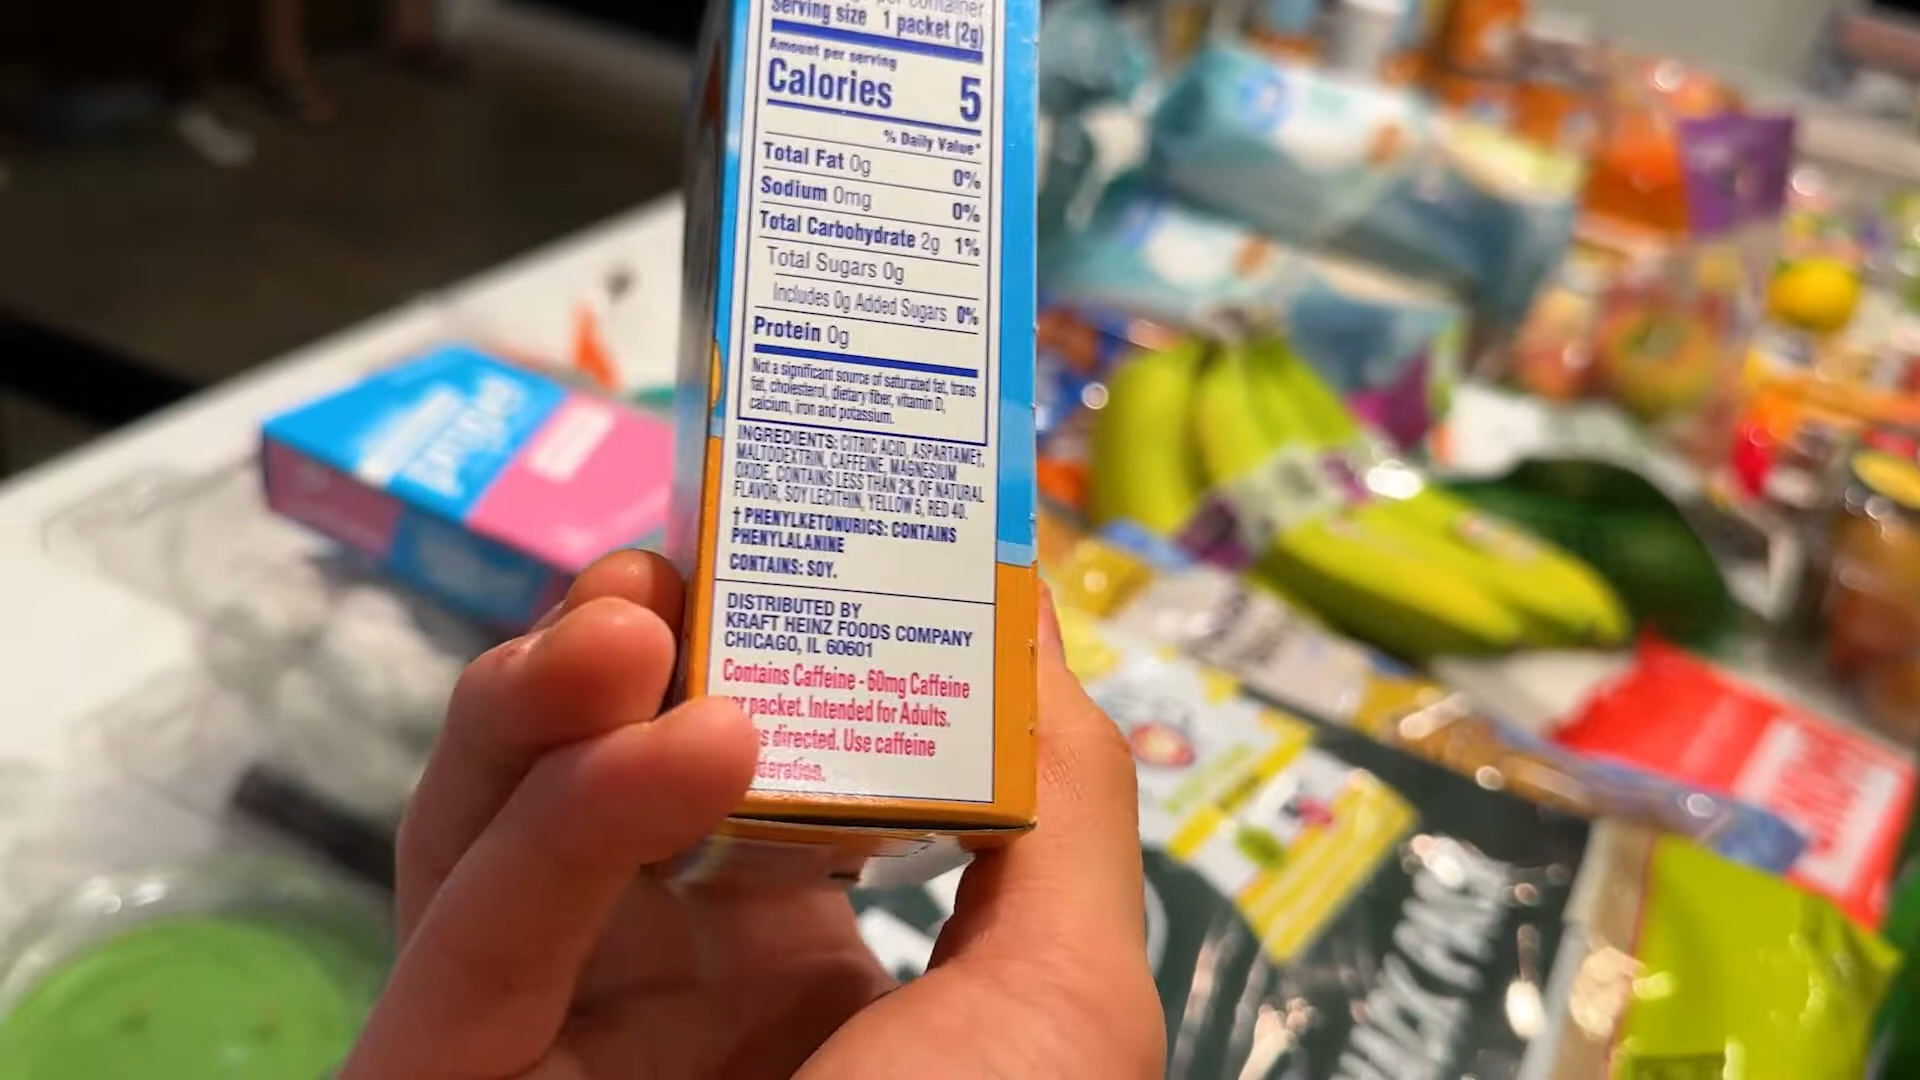 per container
Serving size 1 packet (2g)
Amount per serving
Calories 5
% Daily Value*
Total Fat 0g 0%
Sodium 0mg 0%
Total Carbohydrate 2g 1%
Total Sugars 0g
Includes 0g Added Sugars 0%
Protein 0g
Not a significant source of saturated fat, trans
fat, cholesterol, dietary fiber, vitamin D,
calcium, iron and potassium.
INGREDIENTS: CITRIC ACID, ASPARTAME†,
MALTODEXTRIN, CAFFEINE, MAGNESIUM
OXIDE, CONTAINS LESS THAN 2% OF NATURAL
FLAVOR, SOY LECITHIN, YELLOW 5, RED 40.
† PHENYLKETONURICS: CONTAINS
PHENYLALANINE
CONTAINS: SOY.
DISTRIBUTED BY
KRAFT HEINZ FOODS COMPANY
CHICAGO, IL 60601
Contains Caffeine - 60mg Caffeine
packet. Intended for Adults.
directed. Use caffeine